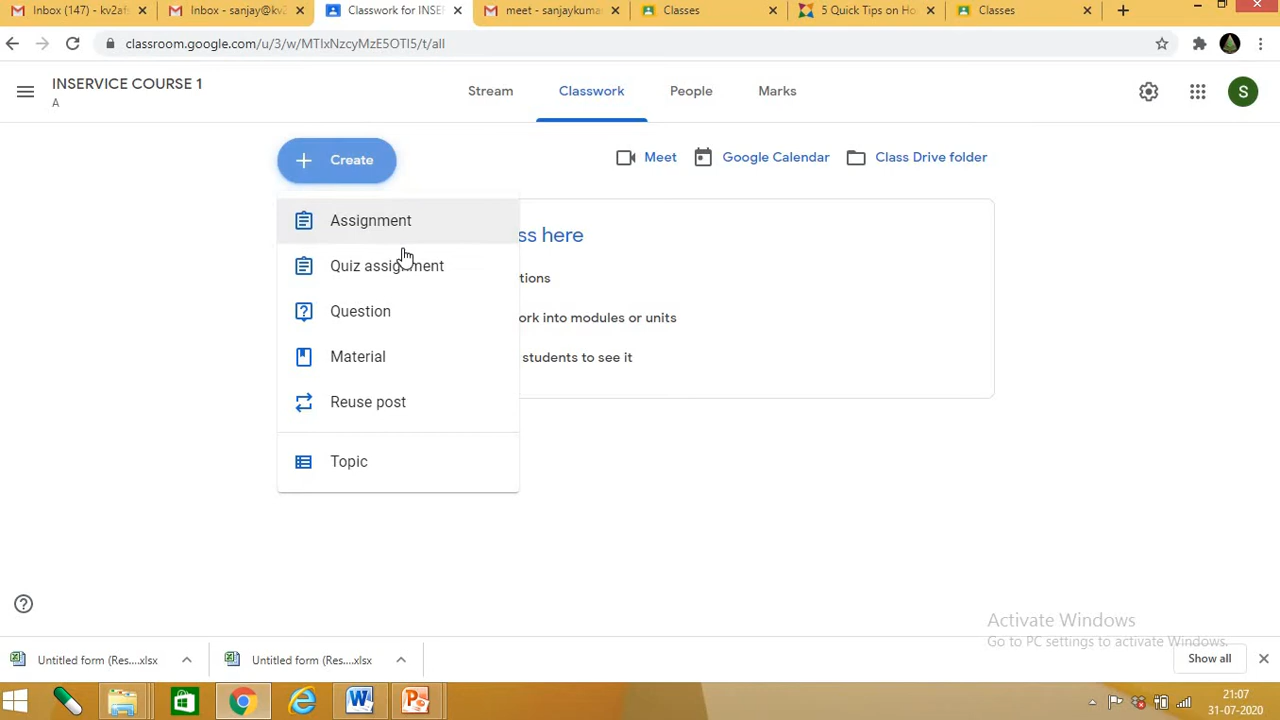 Inbox (147) - kv2af
Inbox - sanjay@kv2
Classwork for INSE
meet - sanjaykuma
Classes
5 Quick Tips on Ho
Classes
classroom.google.com/u/3/w/MTIxNzcyMzE5OTI5/t/all
INSERVICE COURSE 1
A
Stream
Classwork
People
Marks
S
Create
Meet
Google Calendar
Class Drive folder
Assignment
ss here
Quiz assignment
tions
Question
ork into modules or units
Material
students to see it
Reuse post
Topic
Activate Windows
Go to PC settings to activate Windows.
Untitled form (Res....xlsx
Untitled form (Res....xlsx
Show all
21:07
31-07-2020